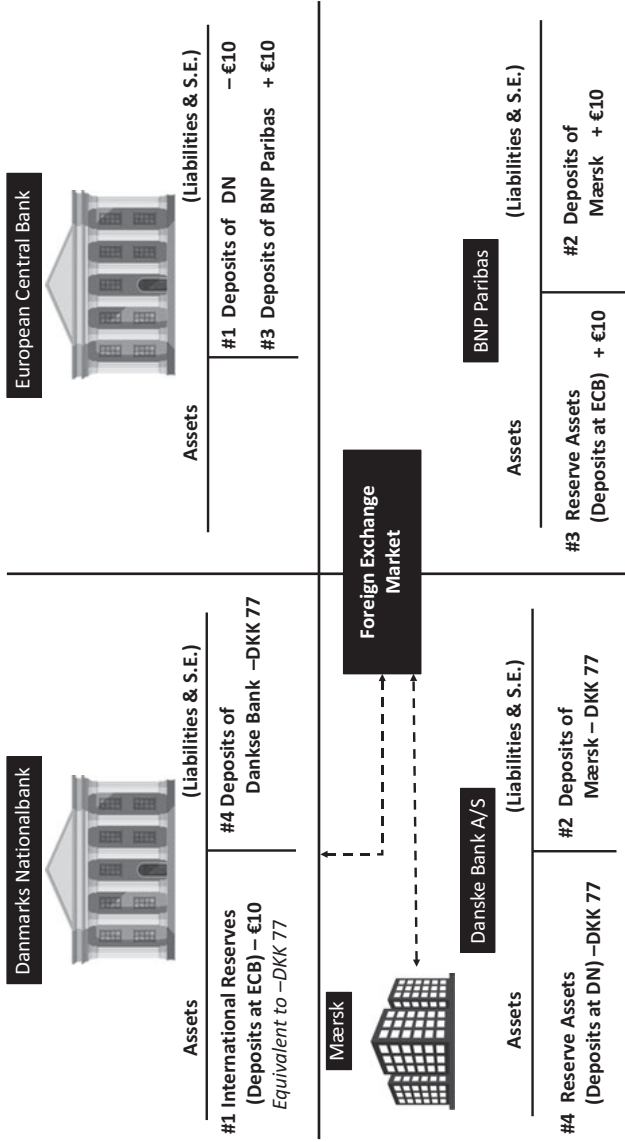 Danmarks Nationalbank
Assets
(Liabilities & S.E.)
#1 International Reserves
(Deposits at ECB) – €10
Equivalent to –DKK 77
#4 Deposits of
Dankse Bank –DKK 77
European Central Bank
Assets
(Liabilities & S.E.)
#1 Deposits of DN – €10
#3 Deposits of BNP Paribas + €10
Mærsk
Foreign Exchange
Market
Danske Bank A/S
Assets
(Liabilities & S.E.)
#4 Reserve Assets
(Deposits at DN) –DKK 77
#2 Deposits of
Mærsk – DKK 77
BNP Paribas
Assets
(Liabilities & S.E.)
#3 Reserve Assets
(Deposits at ECB) + €10
#2 Deposits of
Mærsk + €10